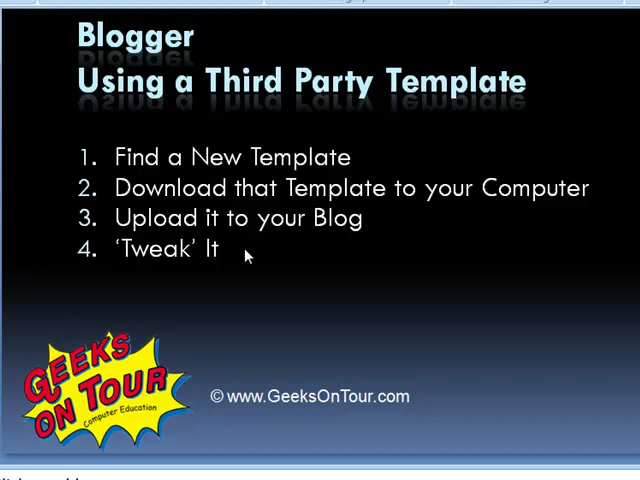 Blogger
Using a Third Party Template
1. Find a New Template
2. Download that Template to your Computer
3. Upload it to your Blog
4. ‘Tweak’ It
GEEKS
ON TOUR
Computer Education
© www.GeeksOnTour.com